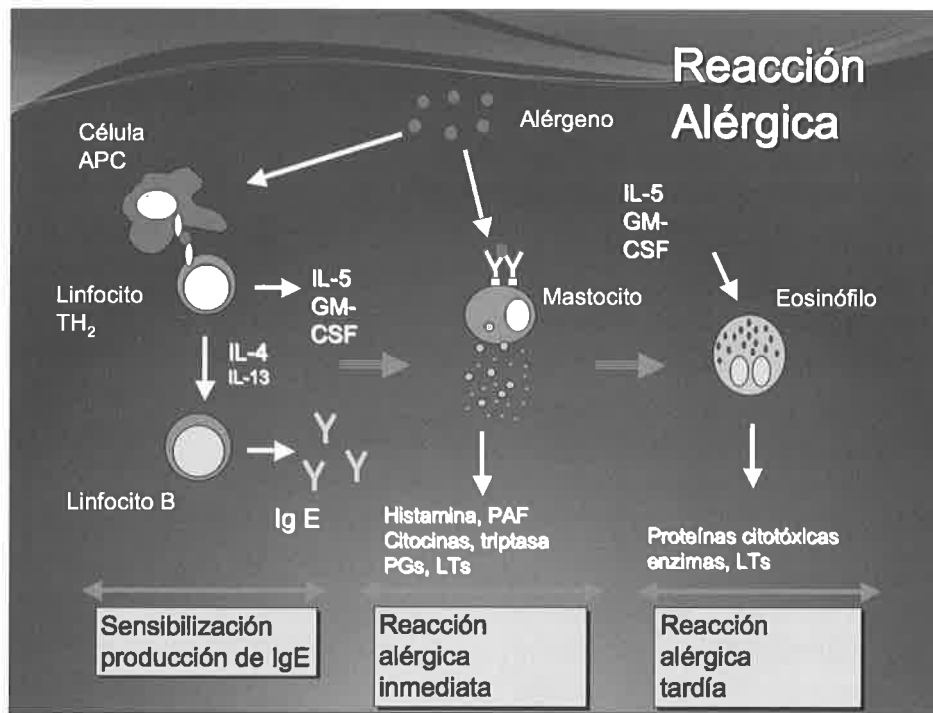 Reacción
Alérgica
Alérgeno
Célula
APC
Linfocito
TH₂
IL-5
GM-
CSF
IL-4
IL-13
Linfocito B
Ig E
Mastocito
Histamina, PAF
Citocinas, triptasa
PGs, LTs
IL-5
GM-
CSF
Eosinófilo
Proteínas citotóxicas
enzimas, LTs
Sensibilización
producción de IgE
Reacción
alérgica
inmediata
Reacción
alérgica
tardía